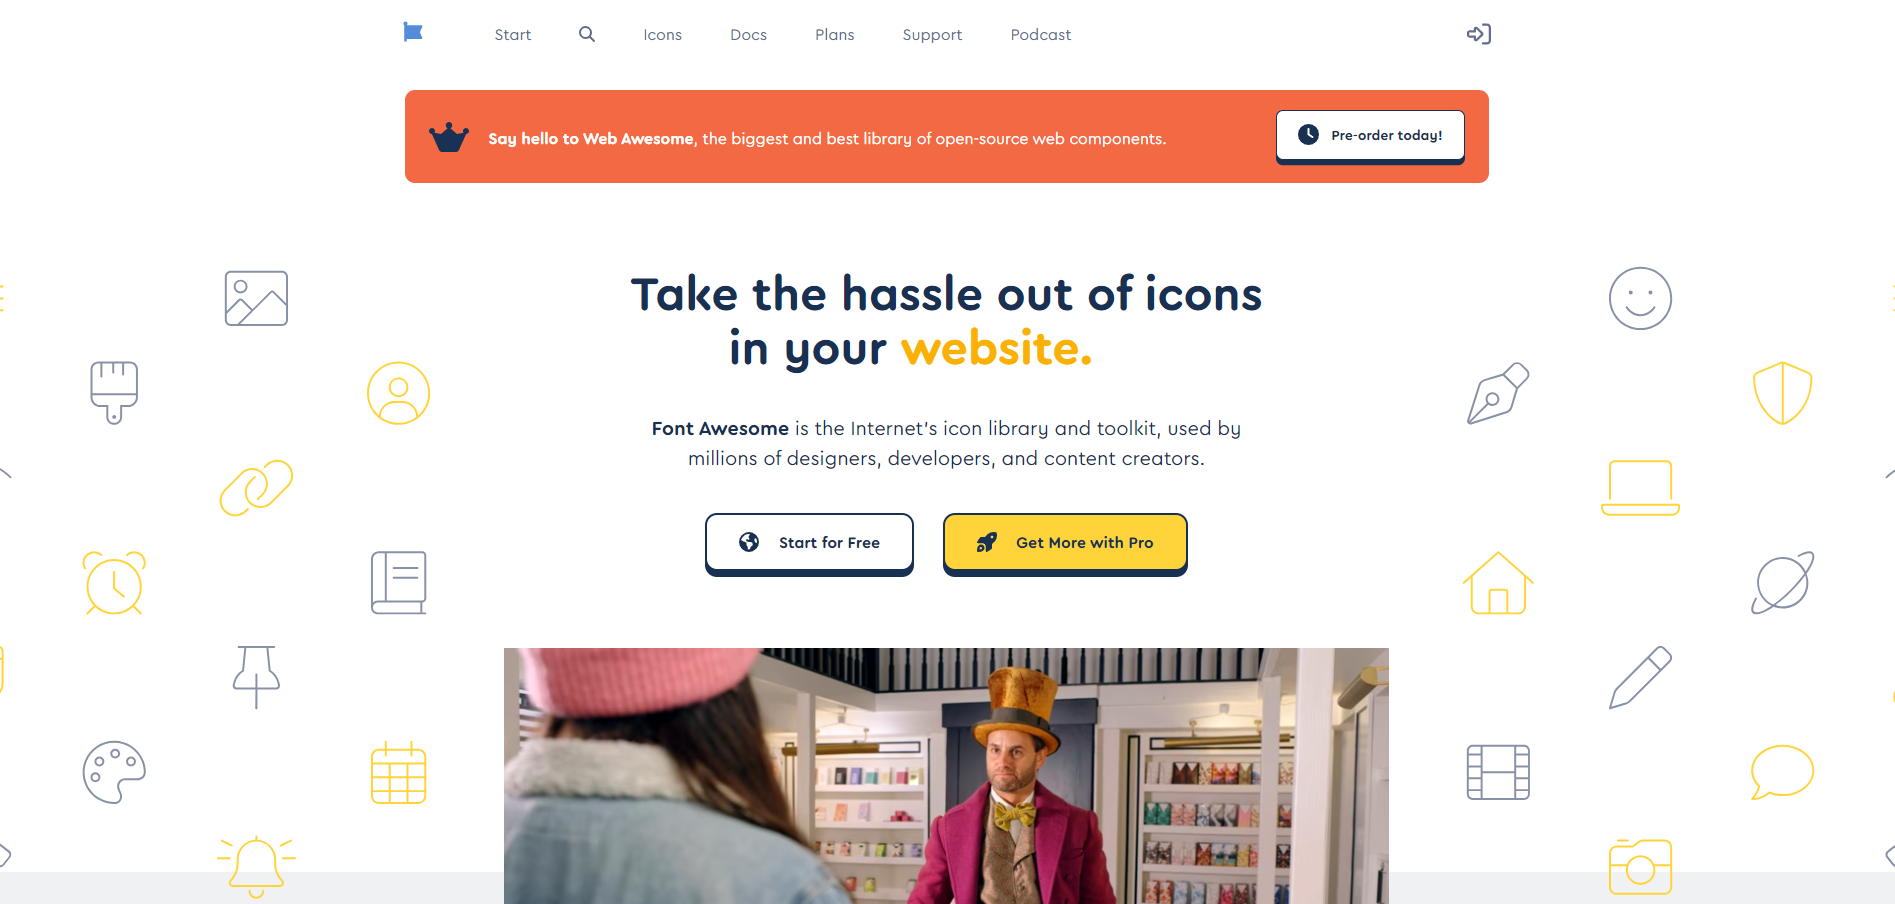 Start
Icons
Docs
Plans
Support
Podcast
Say hello to Web Awesome, the biggest and best library of open-source web components.
Pre-order today!
Take the hassle out of icons
in your website.
Font Awesome is the Internet's icon library and toolkit, used by
millions of designers, developers, and content creators.
Start for Free
Get More with Pro